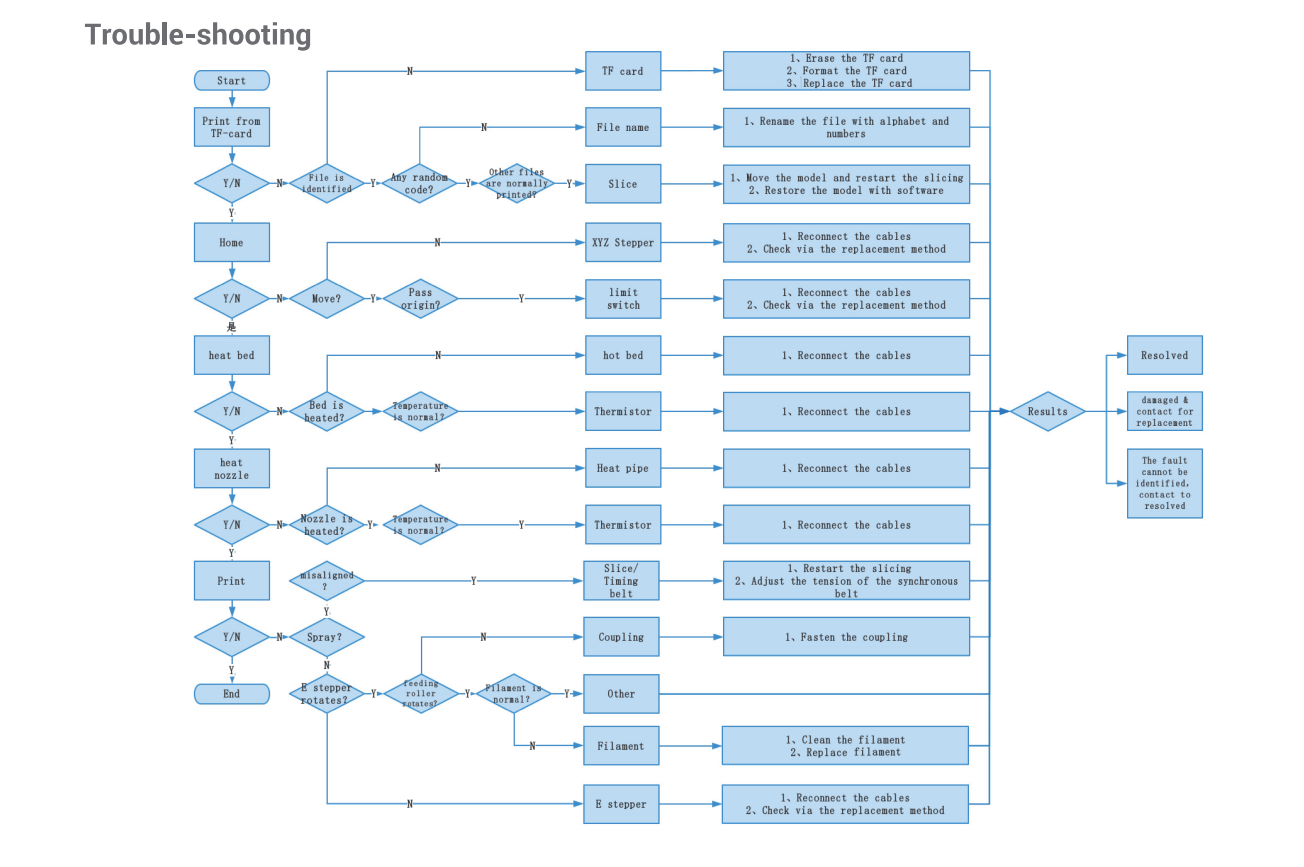 Trouble-shooting
Start
Print from
TF-card
Y/N
N
File is
identified
Y
Any random
code?
Y
Other files
are normally
printed?
Y
Slice
1、Move the model and restart the slicing
2、Restore the model with software
N
TF card
1、Erase the TF card
2、Format the TF card
3、Replace the TF card
N
File name
1、Rename the file with alphabet and
numbers
Y
Home
N
XYZ Stepper
1、Reconnect the cables
2、Check via the replacement method
Y/N
N
Move?
Y
Pass
origin?
Y
limit
switch
1、Reconnect the cables
2、Check via the replacement method
是
heat bed
N
hot bed
1、Reconnect the cables
Y/N
N
Bed is
heated?
Temperature
is normal?
Thermistor
1、Reconnect the cables
Y
heat
nozzle
N
Heat pipe
1、Reconnect the cables
Y/N
N
Nozzle is
heated?
Y
Temperature
is normal?
Y
Thermistor
1、Reconnect the cables
Y
Print
misaligned
?
Y
Slice/
Timing
belt
1、Restart the slicing
2、Adjust the tension of the synchronous
belt
Y
Y/N
N
Spray?
N
Coupling
1、Fasten the coupling
Y
N
End
E stepper
rotates?
Y
feeding
roller
rotates?
Y
Filament is
normal?
Y
Other
N
Filament
1、Clean the filament
2、Replace filament
N
E stepper
1、Reconnect the cables
2、Check via the replacement method
Results
Resolved
damaged &
contact for
replacement
The fault
cannot be
identified,
contact to
resolved